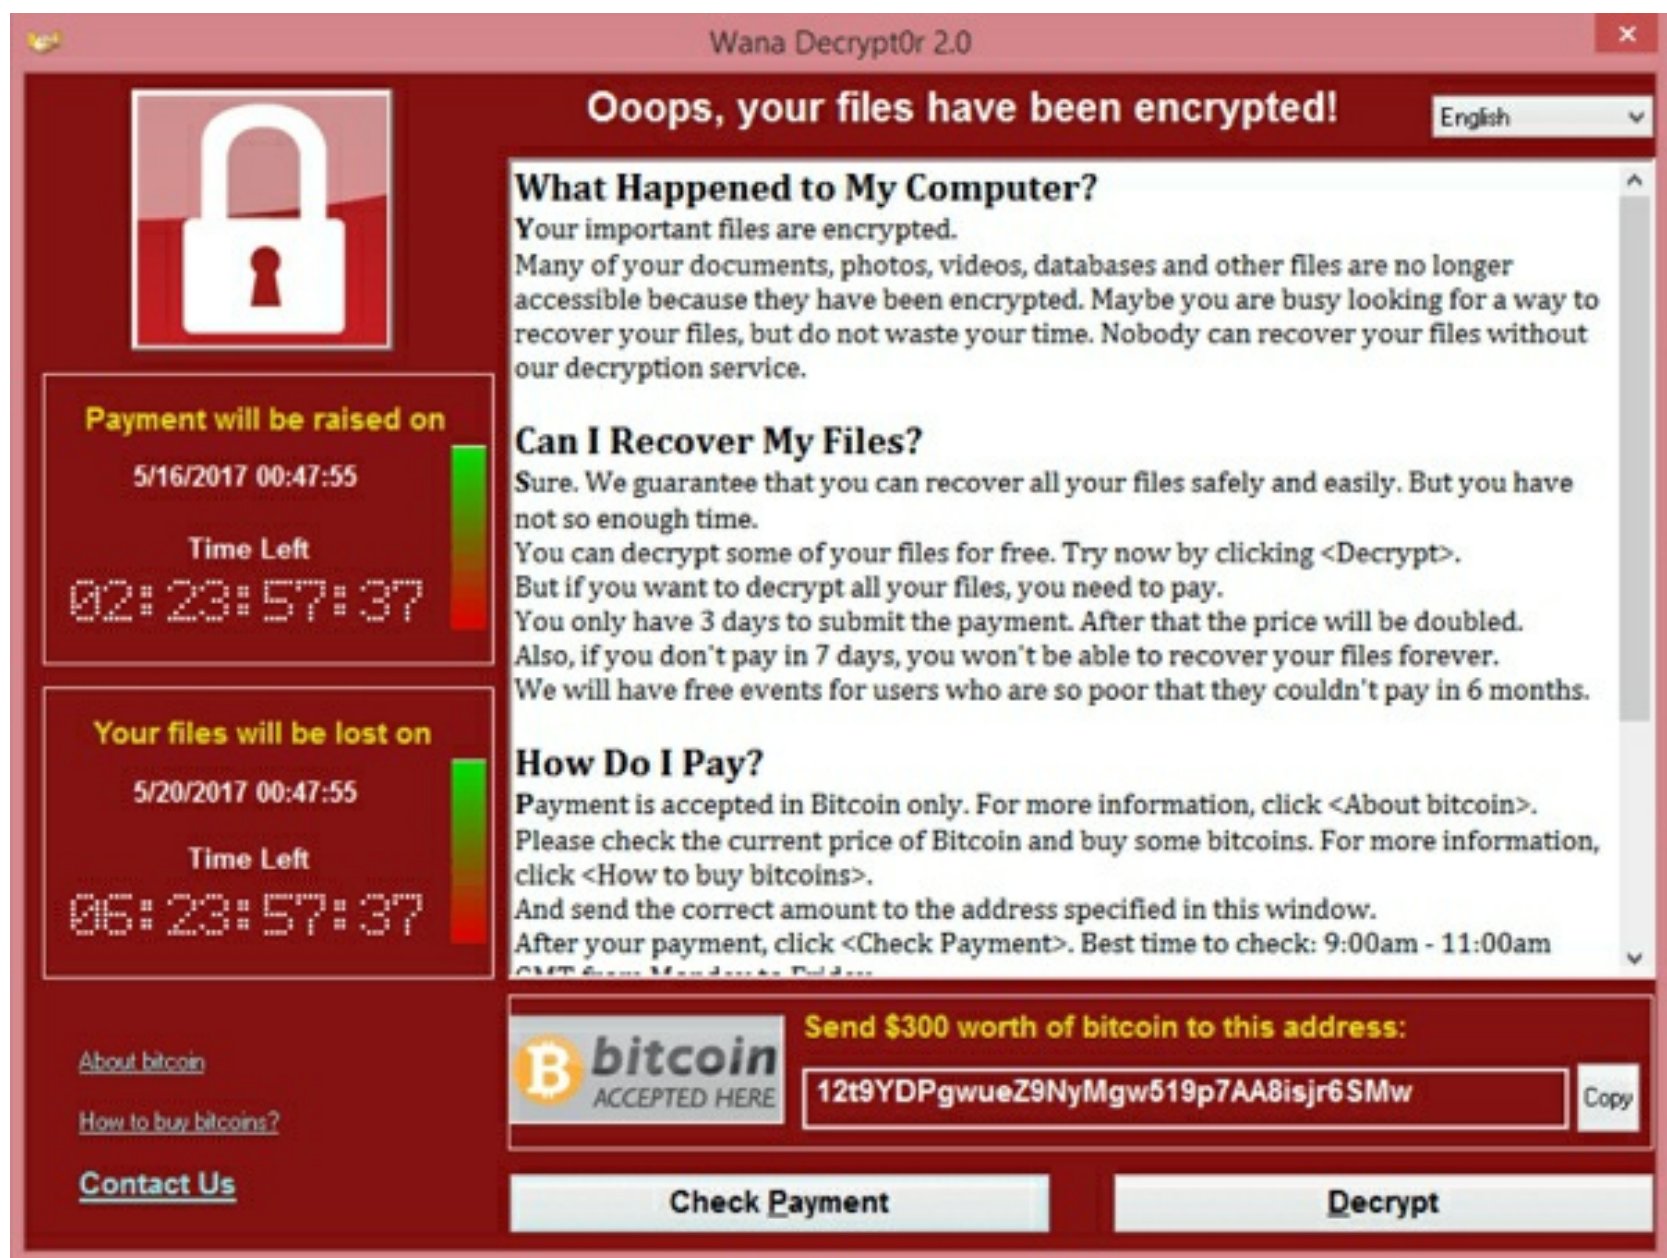 Wana Decrypt0r 2.0
Ooops, your files have been encrypted!
English
Payment will be raised on
5/16/2017 00:47:55
Time Left
02:23:57:37
Your files will be lost on
5/20/2017 00:47:55
Time Left
06:23:57:37
About bitcoin
How to buy bitcoins?
Contact Us
What Happened to My Computer?
Your important files are encrypted.
Many of your documents, photos, videos, databases and other files are no longer
accessible because they have been encrypted. Maybe you are busy looking for a way to
recover your files, but do not waste your time. Nobody can recover your files without
our decryption service.
Can I Recover My Files?
Sure. We guarantee that you can recover all your files safely and easily. But you have
not so enough time.
You can decrypt some of your files for free. Try now by clicking <Decrypt>.
But if you want to decrypt all your files, you need to pay.
You only have 3 days to submit the payment. After that the price will be doubled.
Also, if you don't pay in 7 days, you won't be able to recover your files forever.
We will have free events for users who are so poor that they couldn't pay in 6 months.
How Do I Pay?
Payment is accepted in Bitcoin only. For more information, click <About bitcoin>.
Please check the current price of Bitcoin and buy some bitcoins. For more information,
click <How to buy bitcoins>.
And send the correct amount to the address specified in this window.
After your payment, click <Check Payment>. Best time to check: 9:00am - 11:00am
GMT from Monday to Friday.
bitcoin
ACCEPTED HERE
Send $300 worth of bitcoin to this address:
12t9YDPgwueZ9NyMgw519p7AA8isjr6SMw
Copy
Check Payment
Decrypt